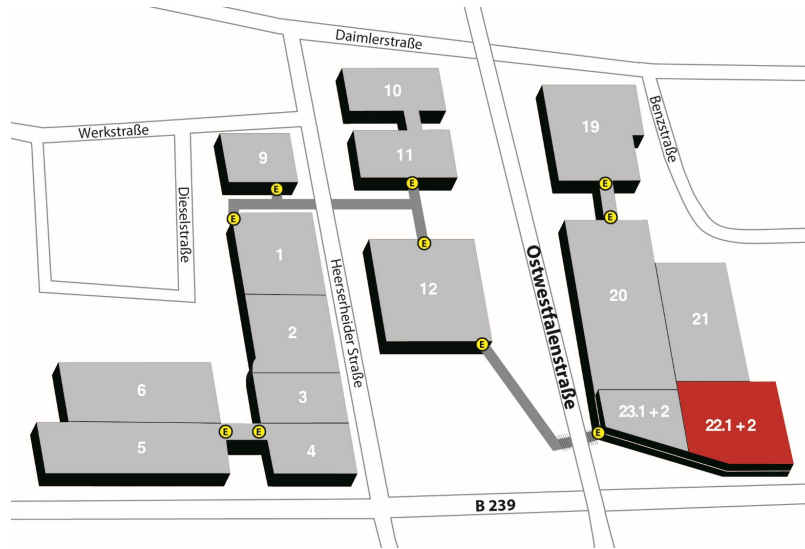 Daimlerstraße
10
19
Benzstraße
Werkstraße
9
11
E
E
E
E
E
E
Dieselstraße
1
Heerserheider Straße
12
Ostwestfalenstraße
20
21
2
E
6
3
23.1 + 2
22.1 + 2
E
E
E
5
4
B 239